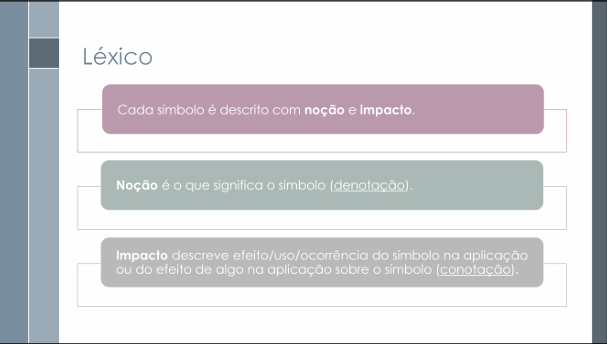 Léxico
Cada símbolo é descrito com noção e impacto.
Noção é o que significa o símbolo (denotação).
Impacto descreve efeito/uso/ocorrência do símbolo na aplicação
ou do efeito de algo na aplicação sobre o símbolo (conotação).